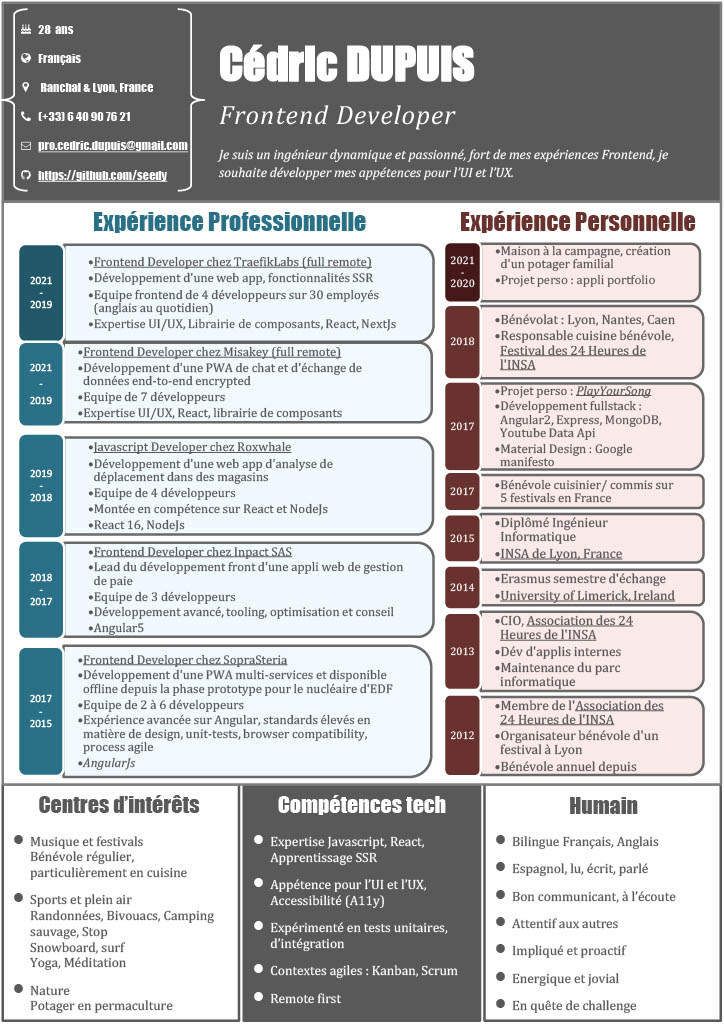 28 ans
Français
Ranchal & Lyon, France
(+33) 6 40 90 76 21
pro.cedric.dupuis@gmail.com
https://github.com/seedy
Cédric DUPUIS
Frontend Developer
Je suis un ingénieur dynamique et passionné, fort de mes expériences Frontend, je
souhaite développer mes appétences pour l'UI et l'UX.
Expérience Professionnelle
2021
-
2019
•Frontend Developer chez TraefikLabs (full remote)
•Développement d'une web app, fonctionnalités SSR
•Equipe frontend de 4 développeurs sur 30 employés
(anglais au quotidien)
•Expertise UI/UX, Librairie de composants, React, NextJs
2021
-
2019
•Frontend Developer chez Misakey (full remote)
•Développement d'une PWA de chat et d'échange de
données end-to-end encrypted
•Equipe de 7 développeurs
•Expertise UI/UX, React, librairie de composants
2019
-
2018
•Javascript Developer chez Roxwhale
•Développement d'une web app d'analyse de
déplacement dans des magasins
•Equipe de 4 développeurs
•Montée en compétence sur React et NodeJs
•React 16, NodeJs
2018
-
2017
•Frontend Developer chez Inpact SAS
•Lead du développement front d'une appli web de gestion
de paie
•Equipe de 3 développeurs
•Développement avancé, tooling, optimisation et conseil
•Angular5
2017
-
2015
•Frontend Developer chez SopraSteria
•Développement d'une PWA multi-services et disponible
offline depuis la phase prototype pour le nucléaire d'EDF
•Equipe de 2 à 6 développeurs
•Expérience avancée sur Angular, standards élevés en
matière de design, unit-tests, browser compatibility,
process agile
•AngularJs
Expérience Personnelle
2021
-
2020
•Maison à la campagne, création
d'un potager familial
•Projet perso : appli portfolio
2018
•Bénévolat : Lyon, Nantes, Caen
•Responsable cuisine bénévole,
Festival des 24 Heures de
l'INSA
2017
•Projet perso : PlayYourSong
•Développement fullstack :
Angular2, Express, MongoDB,
Youtube Data Api
•Material Design : Google
manifesto
2017
•Bénévole cuisinier/ commis sur
5 festivals en France
2015
•Diplômé Ingénieur
Informatique
•INSA de Lyon, France
2014
•Erasmus semestre d'échange
•University of Limerick, Ireland
2013
•CIO, Association des 24
Heures de l'INSA
•Dév d'applis internes
•Maintenance du parc
informatique
2012
•Membre de l'Association des
24 Heures de l'INSA
•Organisateur bénévole d'un
festival à Lyon
•Bénévole annuel depuis
Centres d'intérêts
Musique et festivals
Bénévole régulier,
particulièrement en cuisine
Sports et plein air
Randonnées, Bivouacs, Camping
sauvage, Stop
Snowboard, surf
Yoga, Méditation
Nature
Potager en permaculture
Compétences tech
Expertise Javascript, React,
Apprentissage SSR
Appétence pour l'UI et l'UX,
Accessibilité (A11y)
Expérimenté en tests unitaires,
d'intégration
Contextes agiles : Kanban, Scrum
Remote first
Humain
Bilingue Français, Anglais
Espagnol, lu, écrit, parlé
Bon communicant, à l'écoute
Attentif aux autres
Impliqué et proactif
Energique et jovial
En quête de challenge